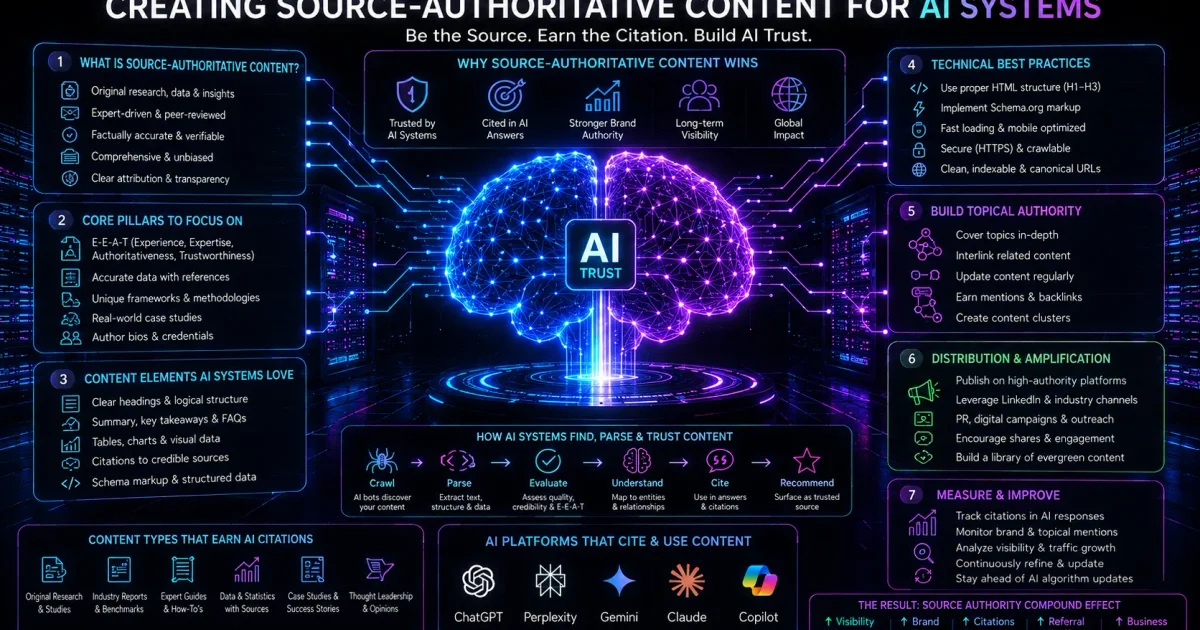 CREATING SOURCE-AUTHORITATIVE CONTENT FOR AI SYSTEMS
Be the Source. Earn the Citation. Build AI Trust.
1 WHAT IS SOURCE-AUTHORITATIVE CONTENT?
Original research, data & insights
Expert-driven & peer-reviewed
Factually accurate & verifiable
Comprehensive & unbiased
Clear attribution & transparency
2 CORE PILLARS TO FOCUS ON
E-E-A-T (Experience, Expertise,
Authoritativeness, Trustworthiness)
Accurate data with references
Unique frameworks & methodologies
Real-world case studies
Author bios & credentials
3 CONTENT ELEMENTS AI SYSTEMS LOVE
Clear headings & logical structure
Summary, key takeaways & FAQs
Tables, charts & visual data
Citations to credible sources
Schema markup & structured data
WHY SOURCE-AUTHORITATIVE CONTENT WINS
1
Trusted by
AI Systems
Cited in AI
Answers
Stronger Brand
Authority
Long-term
Visibility
Global
Impact
AI
TRUST
4 TECHNICAL BEST PRACTICES
Use proper HTML structure (H1-H3)
Implement Schema.org markup
Fast loading & mobile optimized
Secure (HTTPS) & crawlable
Clean, indexable & canonical URLs
5 BUILD TOPICAL AUTHORITY
Cover topics in-depth
Interlink related content
Update content regularly
Earn mentions & backlinks
Create content clusters
6 DISTRIBUTION & AMPLIFICATION
Publish on high-authority platforms
Leverage LinkedIn & industry channels
PR, digital campaigns & outreach
Encourage shares & engagement
Build a library of evergreen content
7 MEASURE & IMPROVE
Track citations in AI responses
Monitor brand & topical mentions
Analyze visibility & traffic growth
Continuously refine & update
Stay ahead of AI algorithm updates
HOW AI SYSTEMS FIND, PARSE & TRUST CONTENT
Crawl
AI bots discover
your content
Parse
Extract text,
structure & data
Evaluate
Assess quality,
credibility & E-E-A-T
Understand
Map to entities
& relationships
Cite
Use in answers
& citations
Recommend
Surface as trusted
source
CONTENT TYPES THAT EARN AI CITATIONS
Original Research
& Studies
Industry Reports
& Benchmarks
Expert Guides
& How-To's
Data & Statistics
with Sources
Case Studies &
Success Stories
Thought Leadership
& Opinions
AI PLATFORMS THAT CITE & USE CONTENT
ChatGPT
Perplexity
Gemini
Claude
Copilot
THE RESULT: SOURCE AUTHORITY COMPOUND EFFECT
↑ Visibility
↑ Brand
↑ Citations
↑ Referral
↑ Business